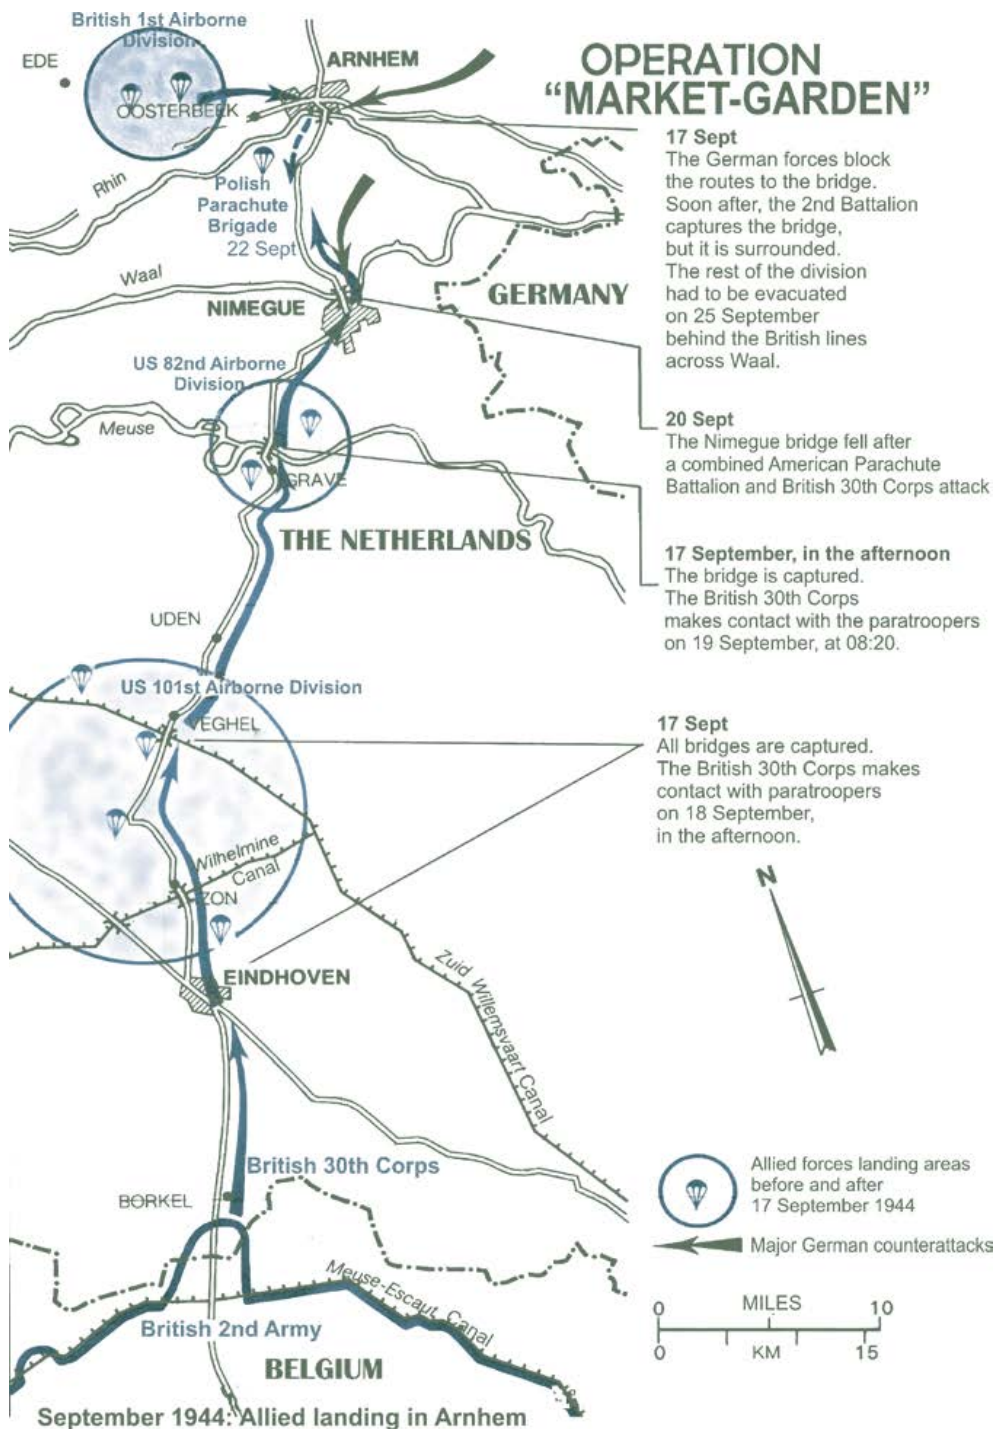 British 1st Airborne
Division
EDE
ARNHEM
OOSTERBEEK
OPERATION
“MARKET-GARDEN”
17 Sept
The German forces block
the routes to the bridge.
Soon after, the 2nd Battalion
captures the bridge,
but it is surrounded.
The rest of the division
had to be evacuated
on 25 September
behind the British lines
across Waal.
Rhin
Polish
Parachute
Brigade
22 Sept
Waal
NIMEGUE
GERMANY
US 82nd Airborne
Division
Meuse
GRAVE
20 Sept
The Nimegue bridge fell after
a combined American Parachute
Battalion and British 30th Corps attack
THE NETHERLANDS
17 September, in the afternoon
The bridge is captured.
The British 30th Corps
makes contact with the paratroopers
on 19 September, at 08:20.
UDEN
US 101st Airborne Division
VEGHEL
17 Sept
All bridges are captured.
The British 30th Corps makes
contact with paratroopers
on 18 September,
in the afternoon.
Wilhelmine
Canal
ZON
N
EINDHOVEN
Zuid Willemsvaart Canal
British 30th Corps
BORKEL
Allied forces landing areas
before and after
17 September 1944
Major German counterattacks
Meuse-Escaut Canal
British 2nd Army
BELGIUM
0 MILES 10
0 KM 15
September 1944: Allied landing in Arnhem